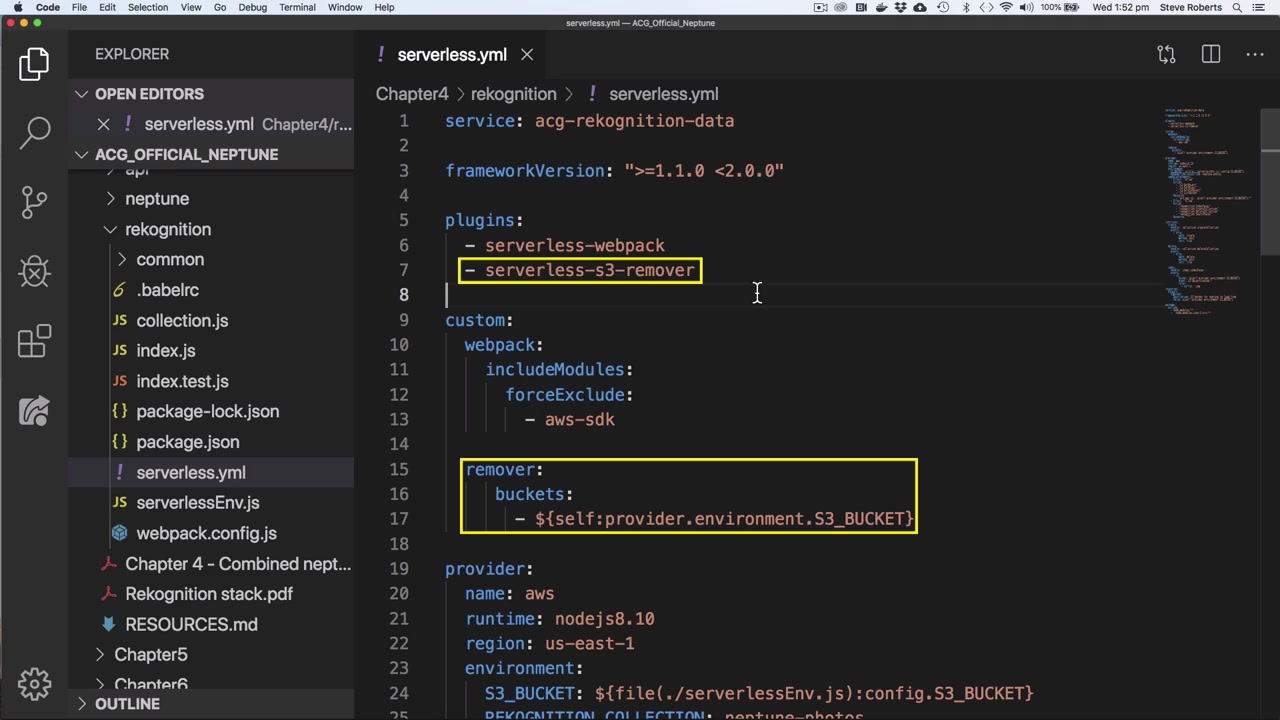 Code File Edit Selection View Go Debug Terminal Window Help 100% Wed 1:52 pm Steve Roberts
serverless.yml — ACG_Official_Neptune
EXPLORER
OPEN EDITORS
serverless.yml Chapter4/r...
ACG_OFFICIAL_NEPTUNE
api
neptune
rekognition
common
.babelrc
JS collection.js
JS index.js
JS index.test.js
{} package-lock.json
{} package.json
! serverless.yml
JS serverlessEnv.js
webpack.config.js
Chapter 4 - Combined nept...
Rekognition stack.pdf
RESOURCES.md
Chapter5
Chapter6
OUTLINE
! serverless.yml
Chapter4 > rekognition > ! serverless.yml
1 service: acg-rekognition-data
2
3 frameworkVersion: ">=1.1.0 <2.0.0"
4
5 plugins:
6 - serverless-webpack
7 - serverless-s3-remover
8
9 custom:
10 webpack:
11 includeModules:
12 forceExclude:
13 - aws-sdk
14
15 remover:
16 buckets:
17 - ${self:provider.environment.S3_BUCKET}
18
19 provider:
20 name: aws
21 runtime: nodejs8.10
22 region: us-east-1
23 environment:
24 S3_BUCKET: ${file(./serverlessEnv.js):config.S3_BUCKET}
25 REKOGNITION_COLLECTION: neptune-photos